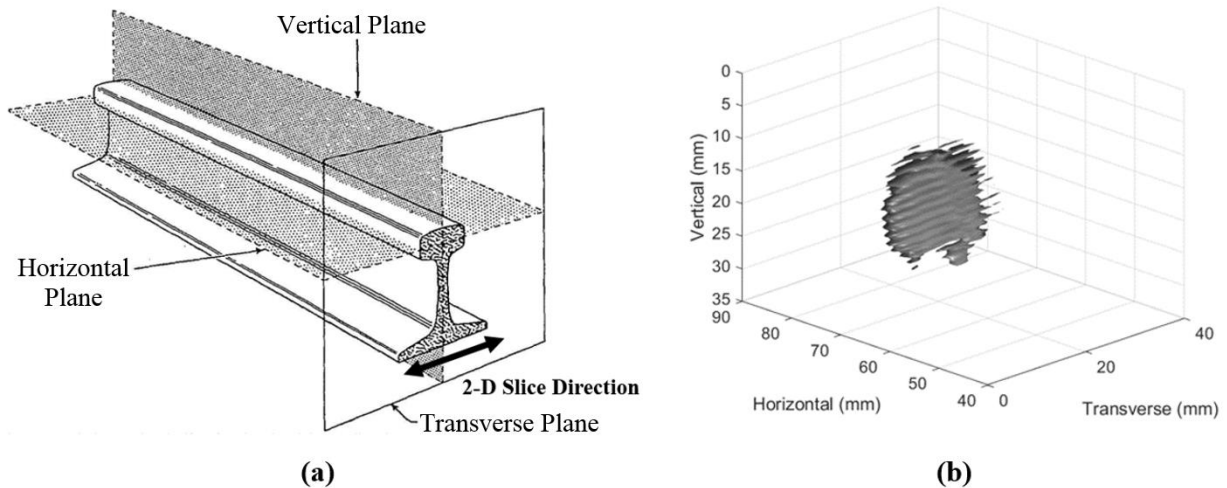 Vertical Plane
Horizontal
Plane
2-D Slice Direction
Transverse Plane
(a)
0
5
10
15
20
25
30
35
Vertical (mm)
90
80
70
60
50
40
Horizontal (mm)
0
20
40
Transverse (mm)
(b)